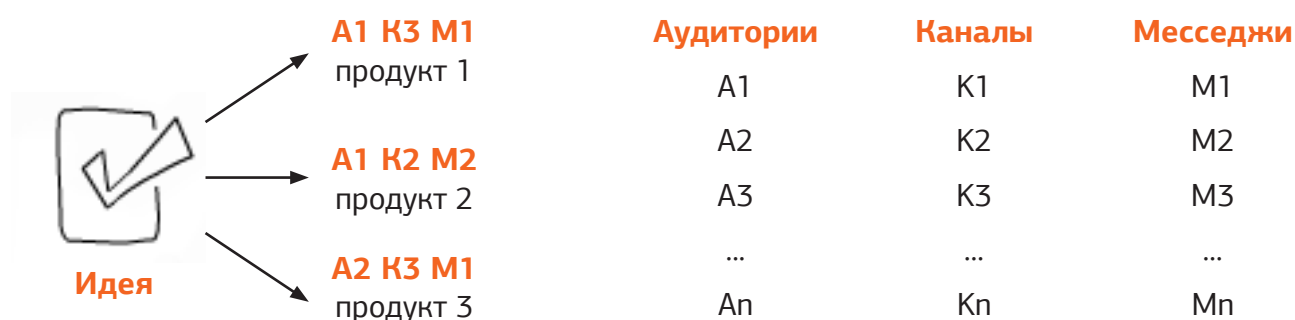 А1 К3 М1
продукт 1
А1 К2 М2
продукт 2
А2 К3 М1
продукт 3
Идея
Аудитории Каналы Месседжи
А1 К1 М1
А2 К2 М2
А3 К3 М3
... ... ...
Аn Кn Мn